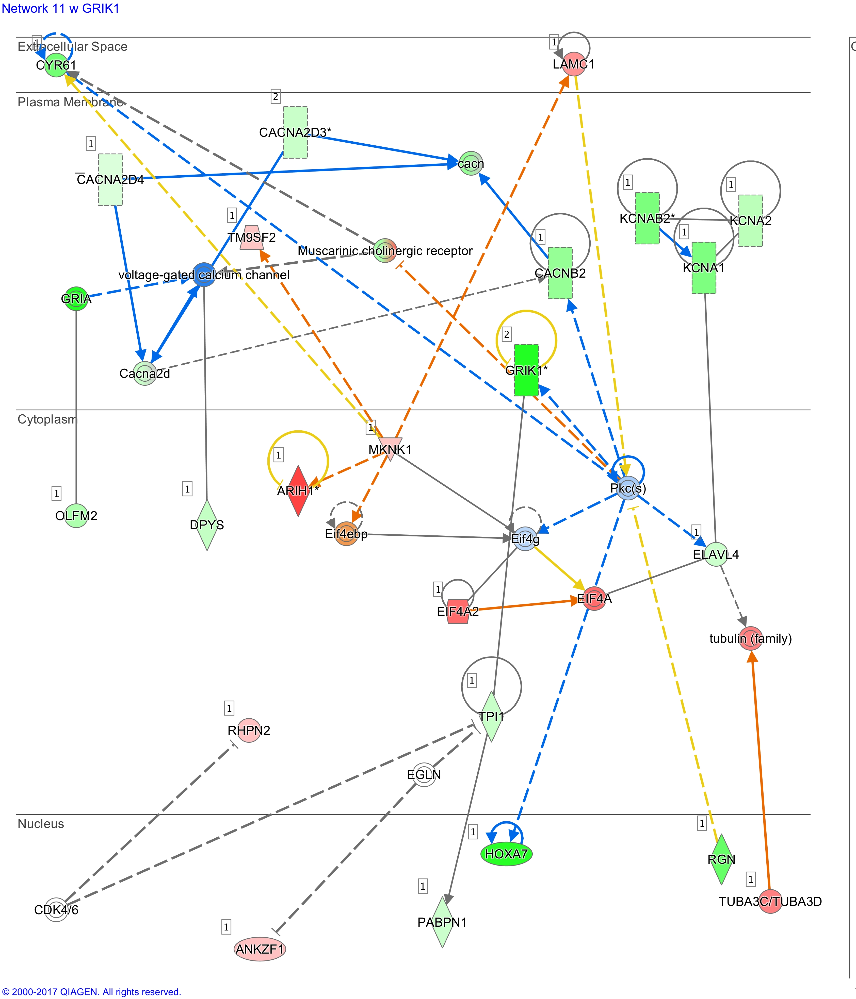 Network 11 w GRIK1
1
Extracellular Space
CYR61
1
LAMC1
C
Plasma Membrane
2
CACNA2D3*
1
CACNA2D4
cacn
1
KCNAB2*
1
KCNA2
1
KCNA1
1
TM9SF2
Muscarinic cholinergic receptor
1
CACNB2
voltage-gated calcium channel
GRIA
2
GRIK1*
Cacna2d
Cytoplasm
1
MKNK1
1
ARIH1*
Pkc(s)
1
OLFM2
1
DPYS
Eif4ebp
Eif4g
1
ELAVL4
1
EIF4A2
EIF4A
tubulin (family)
1
TPI1
1
RHPN2
EGLN
Nucleus
1
HOXA7
1
RGN
1
TUBA3C/TUBA3D
CDK4/6
1
PABPN1
1
ANKZF1
© 2000-2017 QIAGEN. All rights reserved.